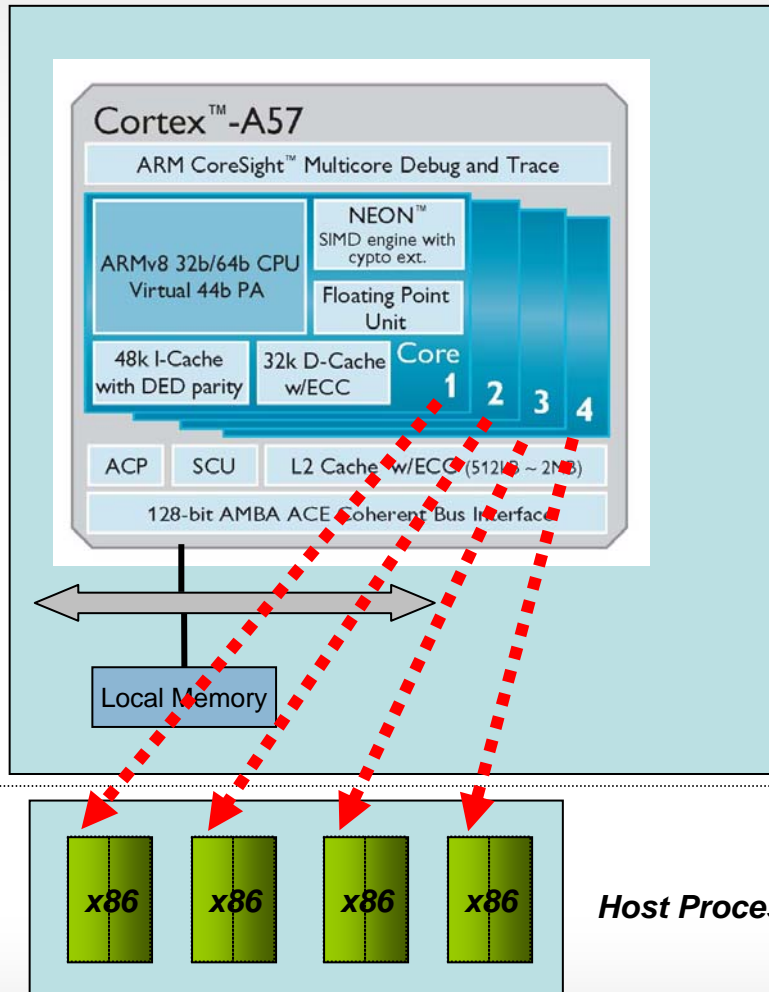 Cortex™-A57
ARM CoreSight™ Multicore Debug and Trace
ARMv8 32b/64b CPU
Virtual 44b PA
NEON™
SIMD engine with
cypto ext.
Floating Point
Unit
48k I-Cache
with DED parity
32k D-Cache
w/ECC
Core
1
2
3
4
ACP
SCU
L2 Cache w/ECC (512kB ~ 2MB)
128-bit AMBA ACE Coherent Bus Interface
Local Memory
x86
x86
x86
x86
Host Proces